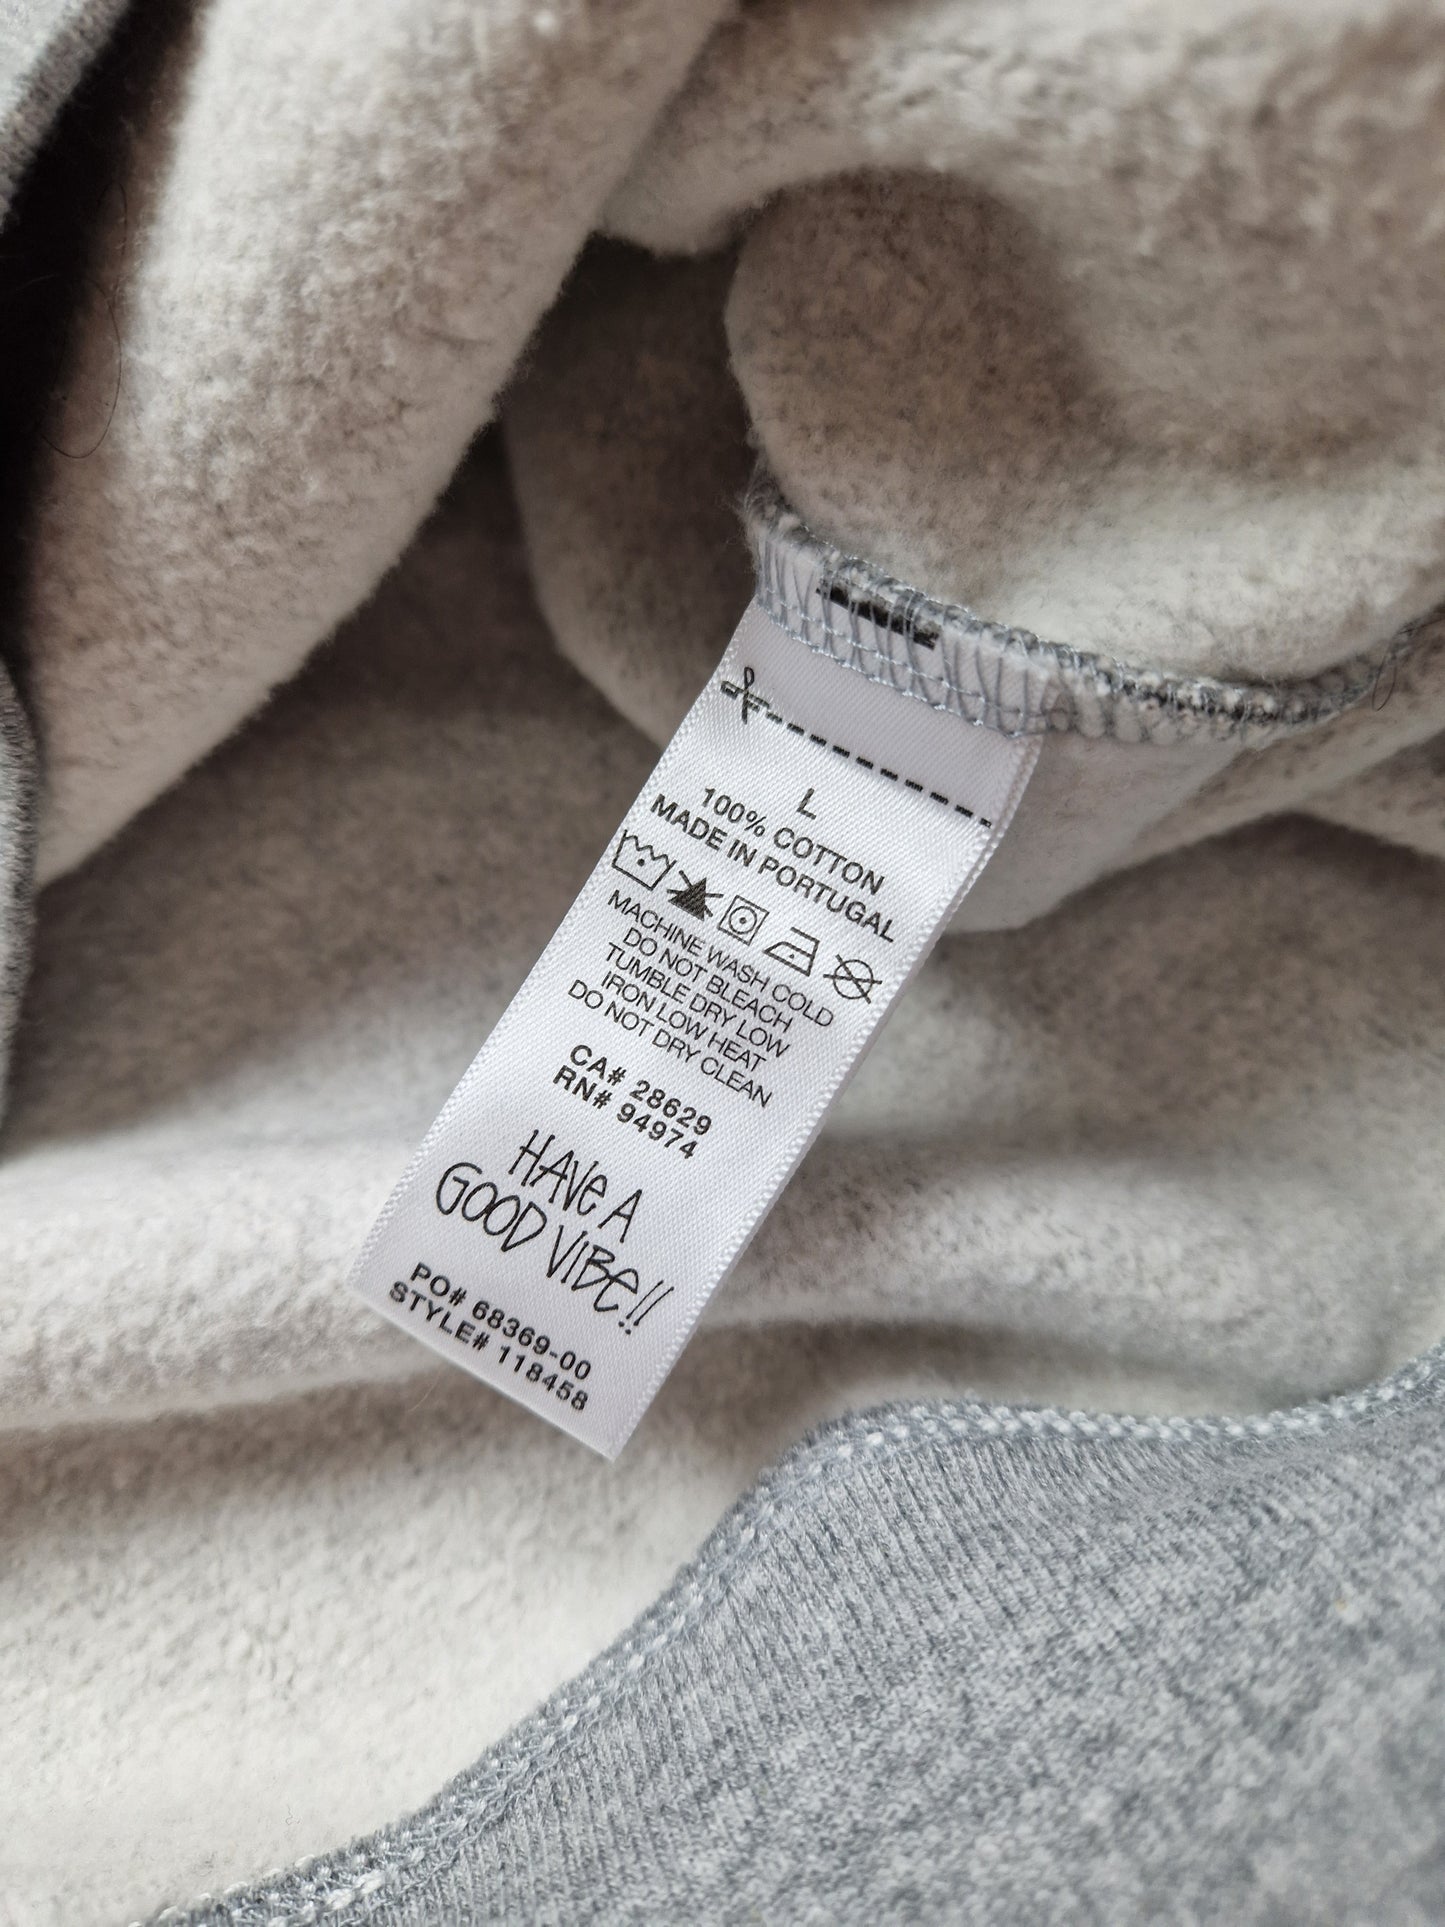 L
100% COTTON
MADE IN PORTUGAL
MACHINE WASH COLD
DO NOT BLEACH
TUMBLE DRY LOW
IRON LOW HEAT
DO NOT DRY CLEAN
CA# 28629
RN# 94974
HAVE A
GOOD VIBE!!
PO# 68369-00
STYLE# 118458